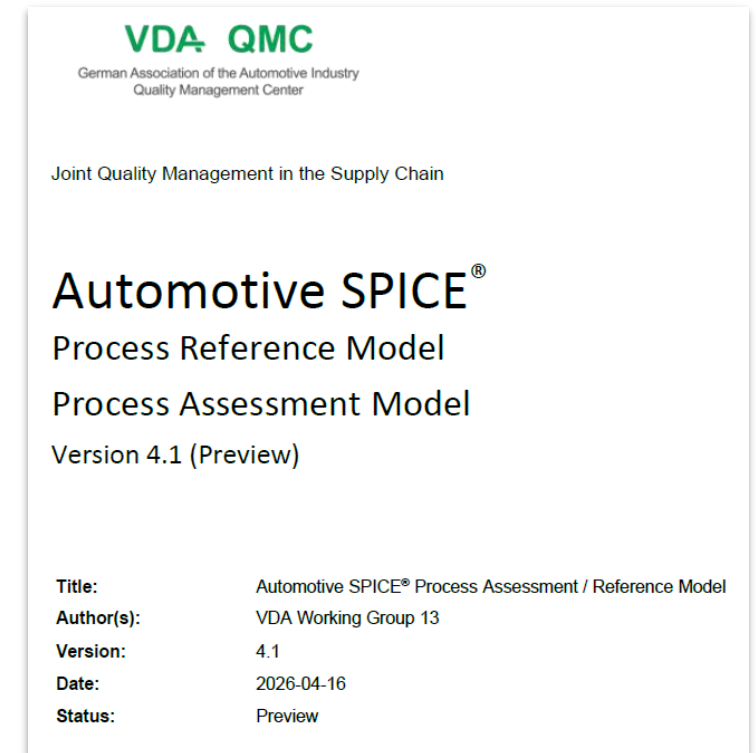 VDA QMC
German Association of the Automotive Industry
Quality Management Center
Joint Quality Management in the Supply Chain
Automotive SPICE®
Process Reference Model
Process Assessment Model
Version 4.1 (Preview)
Title: Automotive SPICE® Process Assessment / Reference Model
Author(s): VDA Working Group 13
Version: 4.1
Date: 2026-04-16
Status: Preview